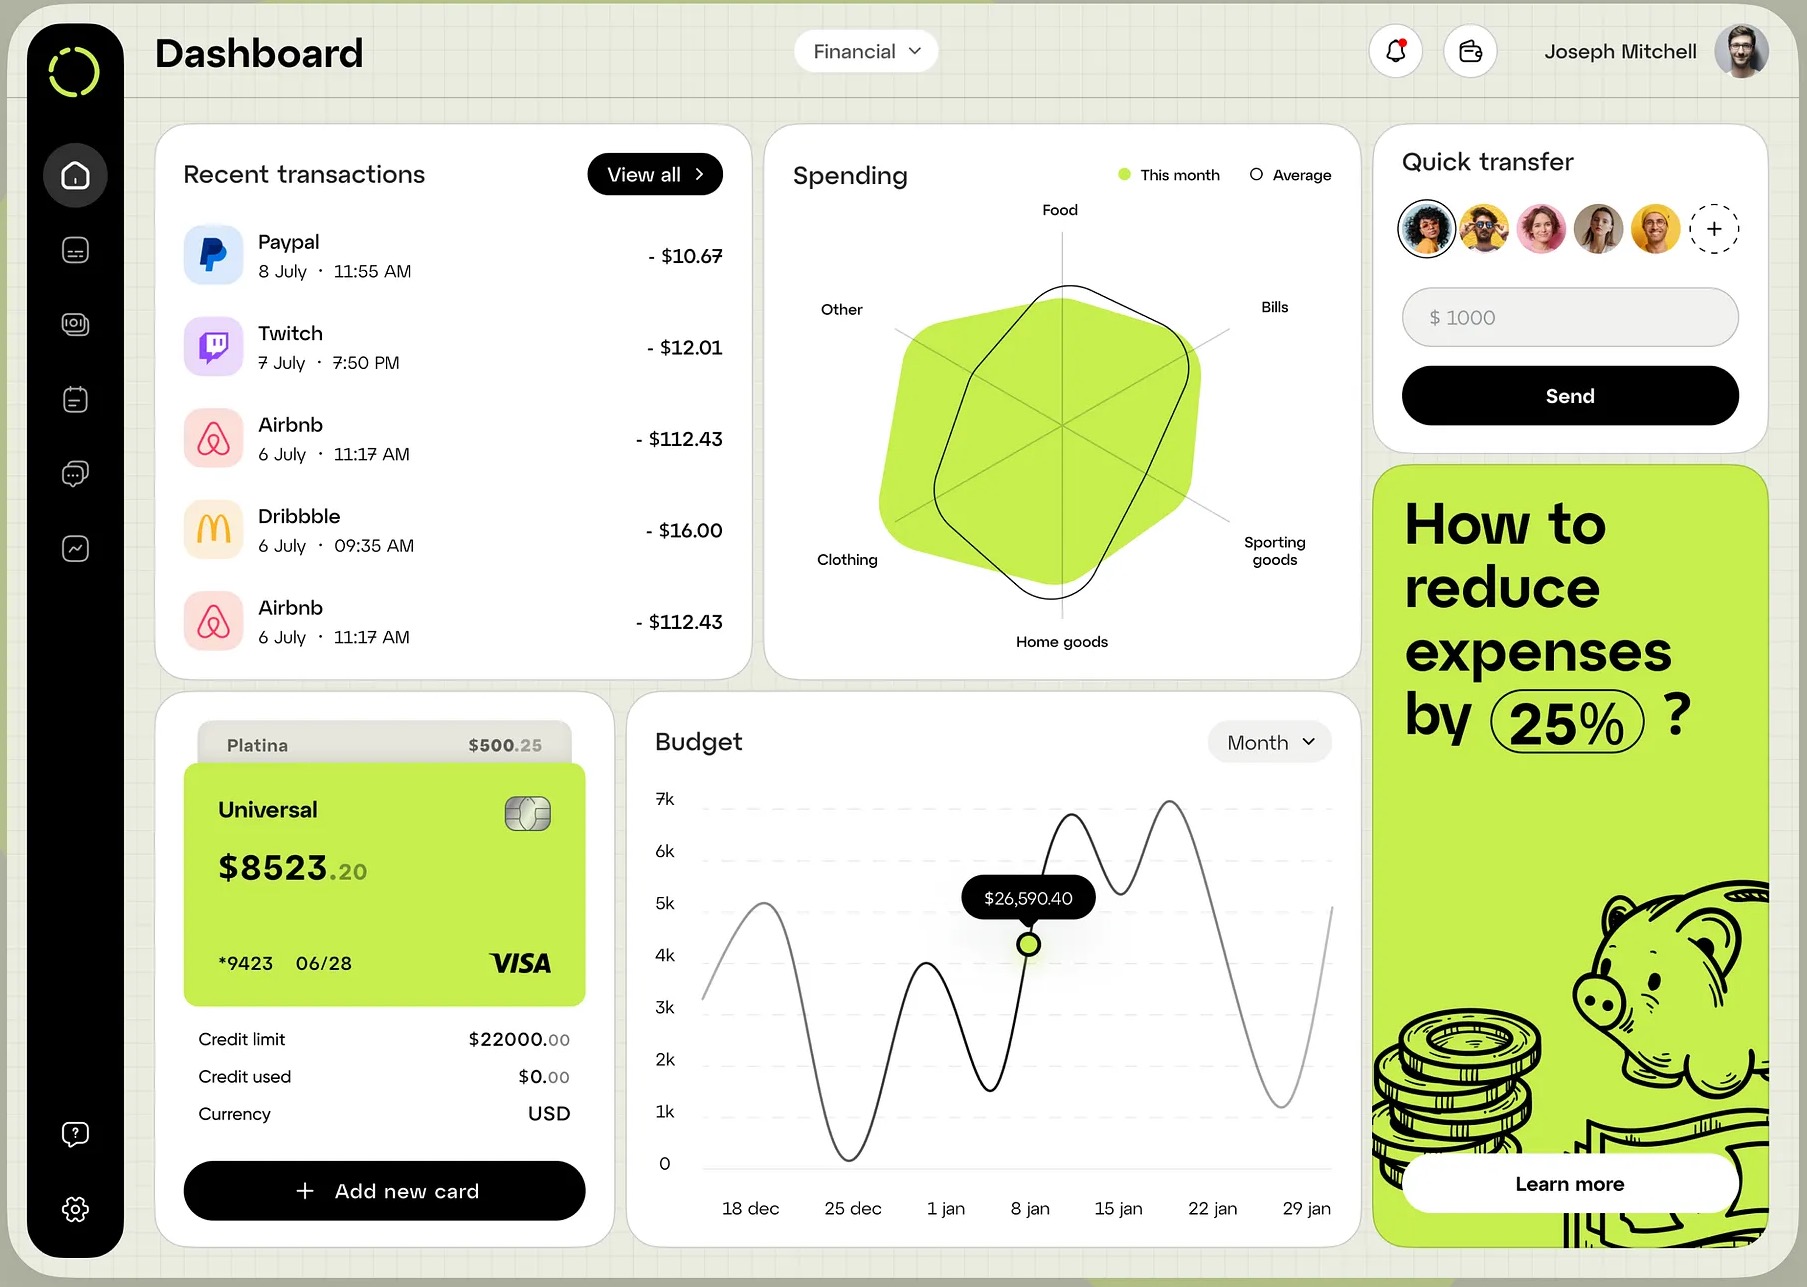 Dashboard
Financial
Joseph Mitchell
Recent transactions
View all
Paypal
8 July · 11:55 AM
- $10.67
Twitch
7 July · 7:50 PM
- $12.01
Airbnb
6 July · 11:17 AM
- $112.43
Dribbble
6 July · 09:35 AM
- $16.00
Airbnb
6 July · 11:17 AM
- $112.43
Spending
This month
Average
Food
Other
Bills
Clothing
Sporting
goods
Home goods
Quick transfer
+
$ 1000
Send
How to
reduce
expenses
by 25% ?
Learn more
Platina
$500.25
Universal
$8523.20
*9423 06/28
VISA
Credit limit
$22000.00
Credit used
$0.00
Currency
USD
+ Add new card
Budget
Month
7k
6k
5k
4k
3k
2k
1k
0
$26,590.40
18 dec
25 dec
1 jan
8 jan
15 jan
22 jan
29 jan
?